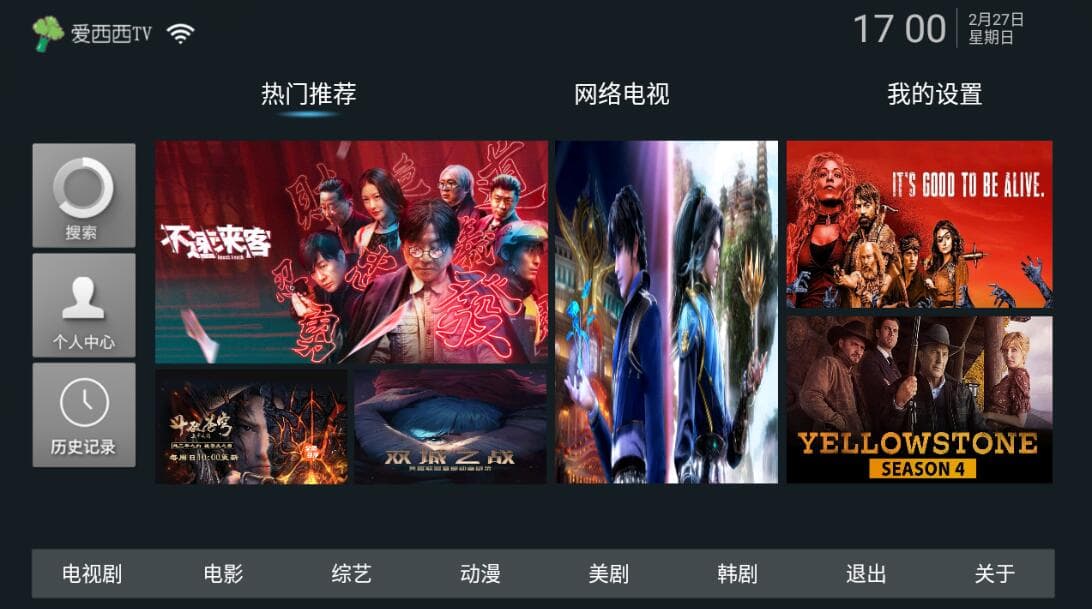 爱西西TV
17 00
2月27日
星期日
热门推荐
网络电视
我的设置
搜索
个人中心
历史记录
不速来客
IT'S GOOD TO BE ALIVE.
斗破苍穹
每周日10:00更新
双城之战
YELLOWSTONE
SEASON 4
电视剧
电影
综艺
动漫
美剧
韩剧
退出
关于